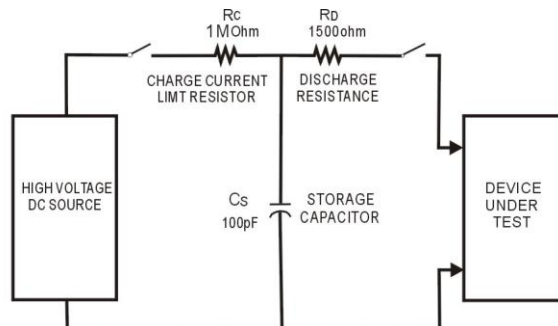 RC
1MOhm
RD
1500ohm
CHARGE CURRENT
LIMT RESISTOR
DISCHARGE
RESISTANCE
HIGH VOLTAGE
DC SOURCE
CS
100pF
STORAGE
CAPACITOR
DEVICE
UNDER
TEST